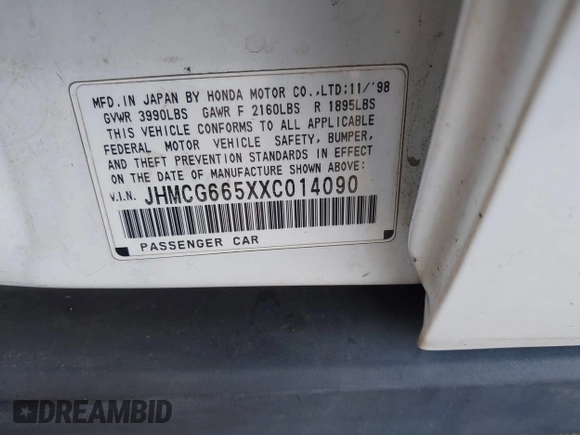 MFD.IN JAPAN BY HONDA MOTOR CO.,LTD:11/'98
GVWR 3990LBS GAWR F 2160LBS R 1895LBS
THIS VEHICLE CONFORMS TO ALL APPLICABLE
FEDERAL MOTOR VEHICLE SAFETY, BUMPER,
AND THEFT PREVENTION STANDARDS IN EFFECT
ON THE DATE OF MANUFACTURE SHOWN ABOVE:
V.I.N. JHMCG665XXC014090
PASSENGER CAR
DREAMBID